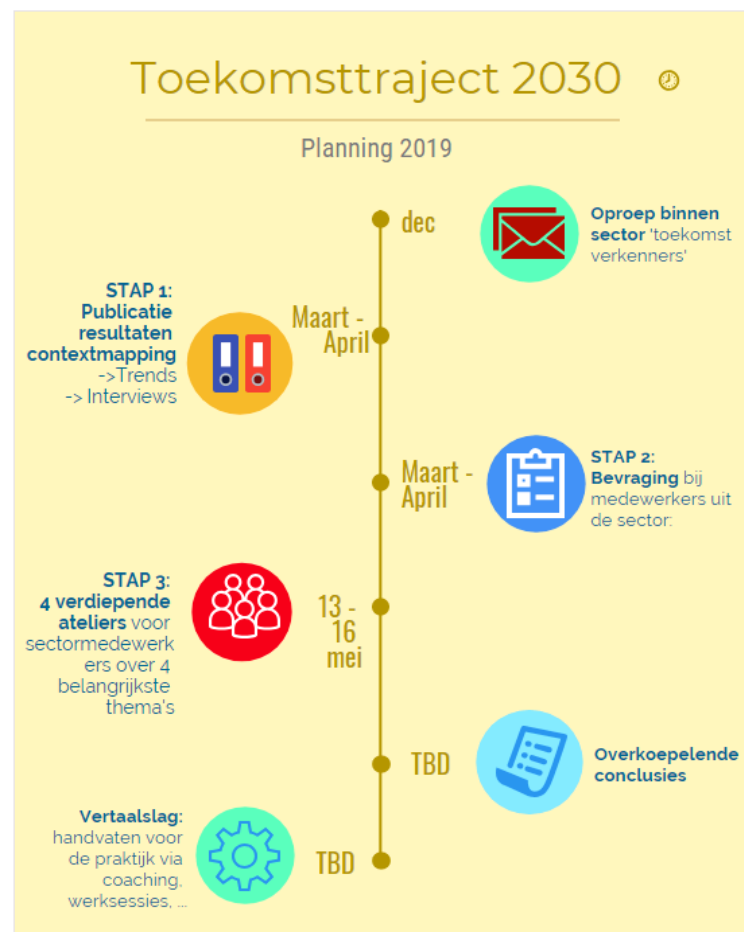 Toekomsttraject 2030
Planning 2019
dec
Oproep binnen
sector 'toekomst
verkenners'
STAP 1:
Publicatie
resultaten
contextmapping
->Trends
-> Interviews
Maart -
April
Maart -
April
STAP 2:
Bevraging bij
medewerkers uit
de sector:
STAP 3:
4 verdiepende
ateliers voor
sectormedewerk
ers over 4
belangrijkste
thema's
13 -
16
mei
TBD
Overkoepelende
conclusies
Vertaalslag:
handvaten voor
de praktijk via
coaching,
werksessies, ...
TBD